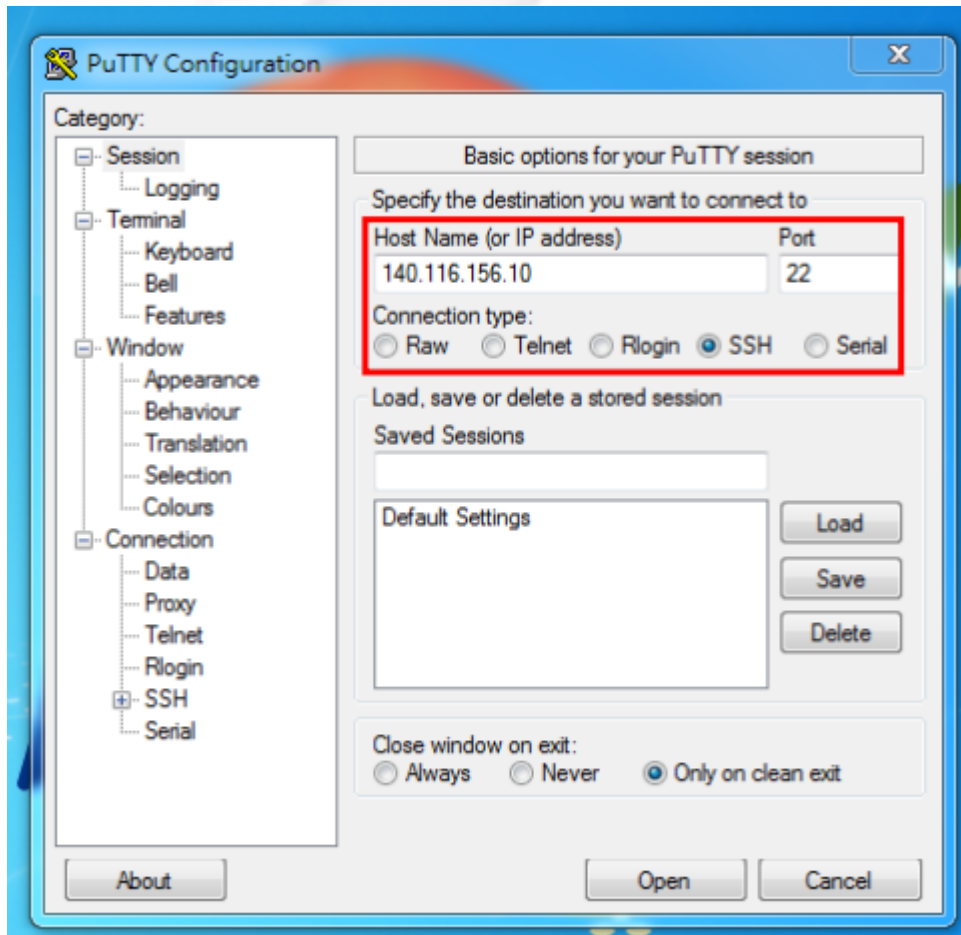 PuTTY Configuration
X
Category:
Session
Logging
Terminal
Keyboard
Bell
Features
Window
Appearance
Behaviour
Translation
Selection
Colours
Connection
Data
Proxy
Telnet
Rlogin
SSH
Serial
Basic options for your PuTTY session
Specify the destination you want to connect to
Host Name (or IP address) Port
140.116.156.10 22
Connection type:
Raw Telnet Rlogin SSH Serial
Load, save or delete a stored session
Saved Sessions
Default Settings
Load
Save
Delete
Close window on exit:
Always Never Only on clean exit
About Open Cancel